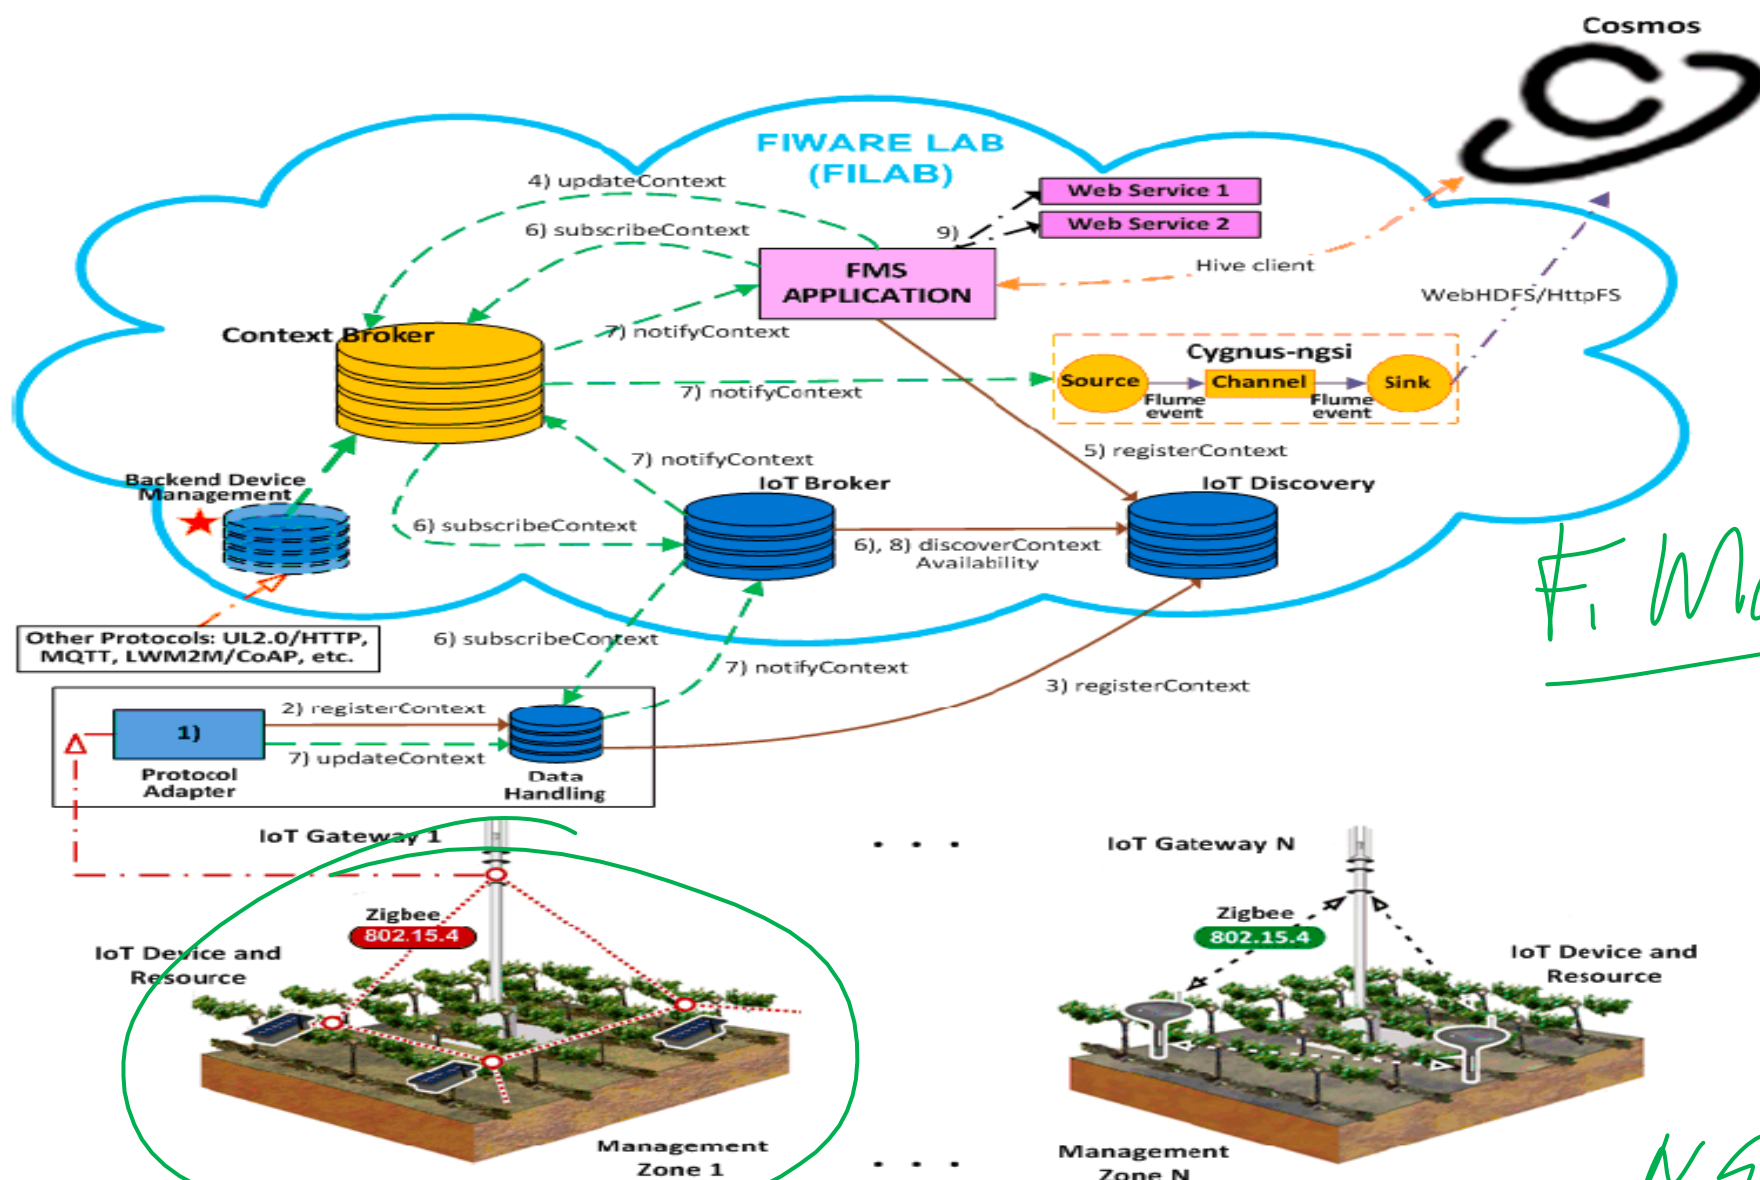 Cosmos
FIWARE LAB
(FILAB)
4) updateContext
Web Service 1
6) subscribeContext
9)
Web Service 2
FMS
APPLICATION
Hive client
WebHDFS/HttpFS
Context Broker
7) notifyContext
Cygnus-ngsi
Source
Channel
Sink
Flume
event
Flume
event
7) notifyContext
5) registerContext
7) notifyContext
Backend Device
Management
IoT Broker
IoT Discovery
6) subscribeContext
6), 8) discoverContext
Availability
Other Protocols: UL2.0/HTTP,
MQTT, LWM2M/CoAP, etc.
6) subscribeContext
7) notifyContext
3) registerContext
2) registerContext
1)
7) updateContext
Protocol
Adapter
Data
Handling
IoT Gateway 1
. . .
IoT Gateway N
Zigbee
802.15.4
Zigbee
802.15.4
IoT Device and
Resource
IoT Device and
Resource
Management
Zone 1
. . .
Management
Zone N